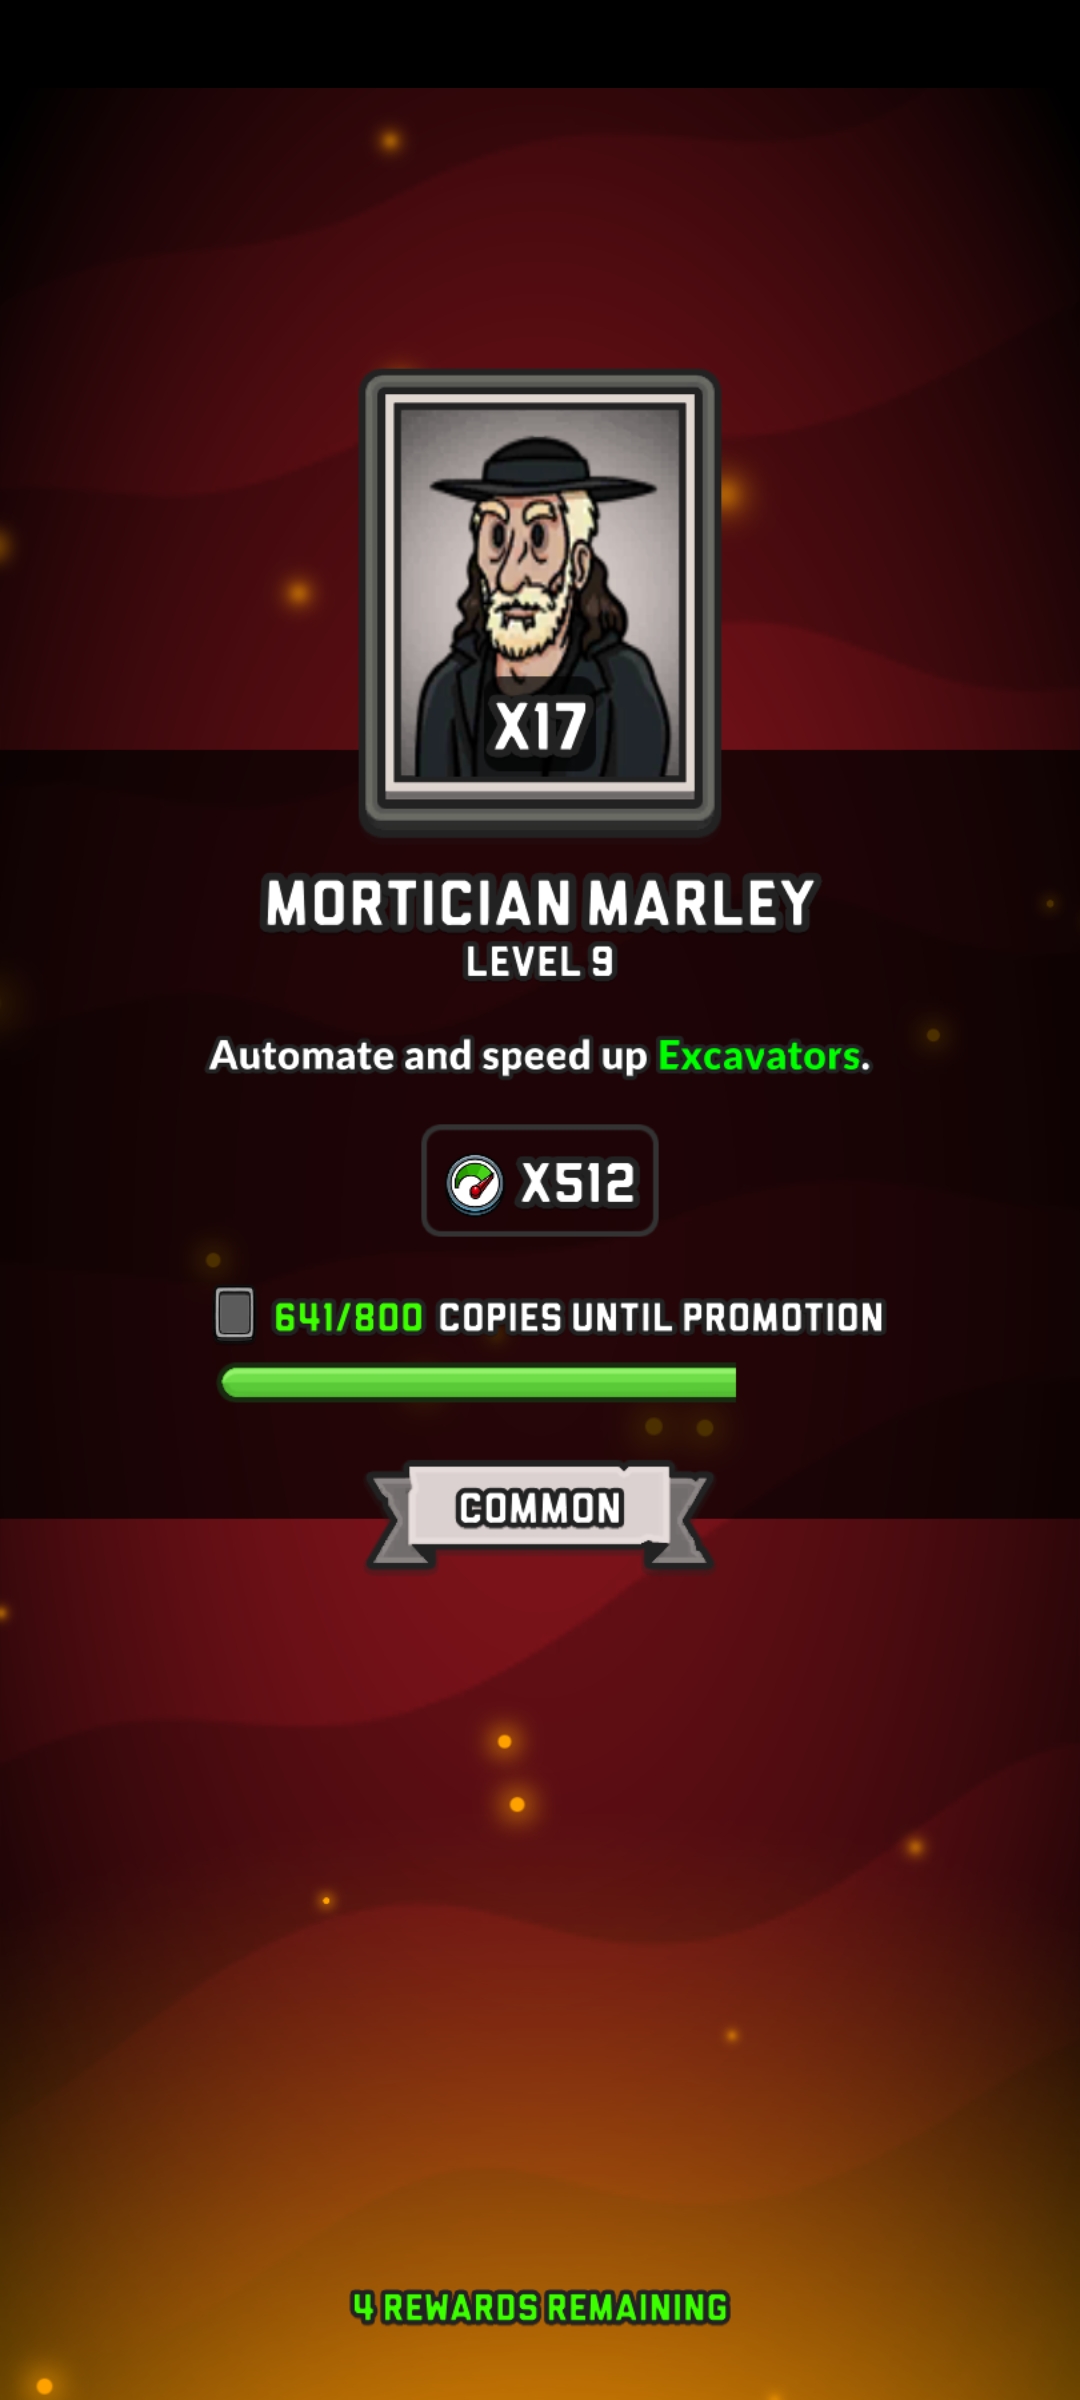 X17
MORTICIAN MARLEY
LEVEL 9
Automate and speed up Excavators.
X512
641/800 COPIES UNTIL PROMOTION
COMMON
4 REWARDS REMAINING